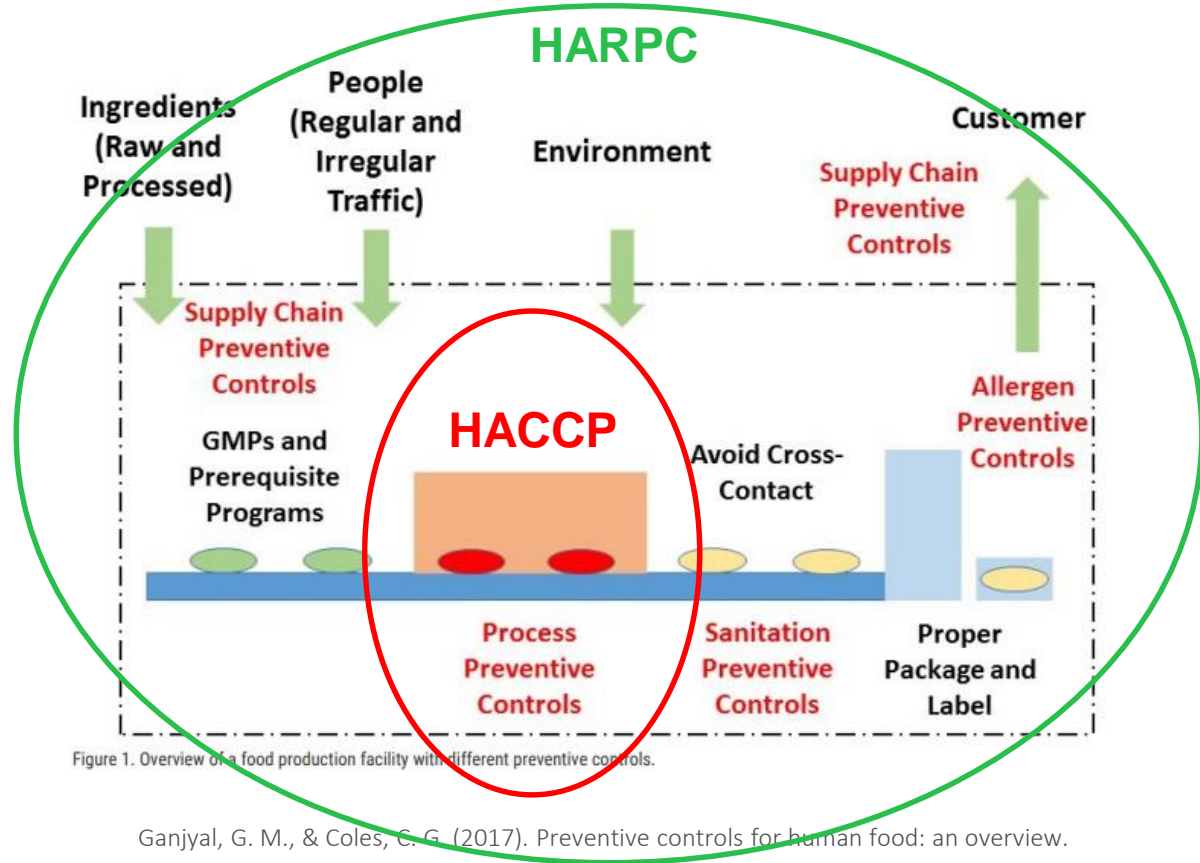 HARPC
Ingredients
(Raw and
Processed)
People
(Regular and
Irregular
Traffic)
Environment
Customer
Supply Chain
Preventive
Controls
Supply Chain
Preventive
Controls
GMPs and
Prerequisite
Programs
HACCP
Avoid Cross-
Contact
Allergen
Preventive
Controls
Process
Preventive
Controls
Sanitation
Preventive
Controls
Proper
Package and
Label
Figure 1. Overview of a food production facility with different preventive controls.
Ganjyal, G. M., & Coles, C. G. (2017). Preventive controls for human food: an overview.